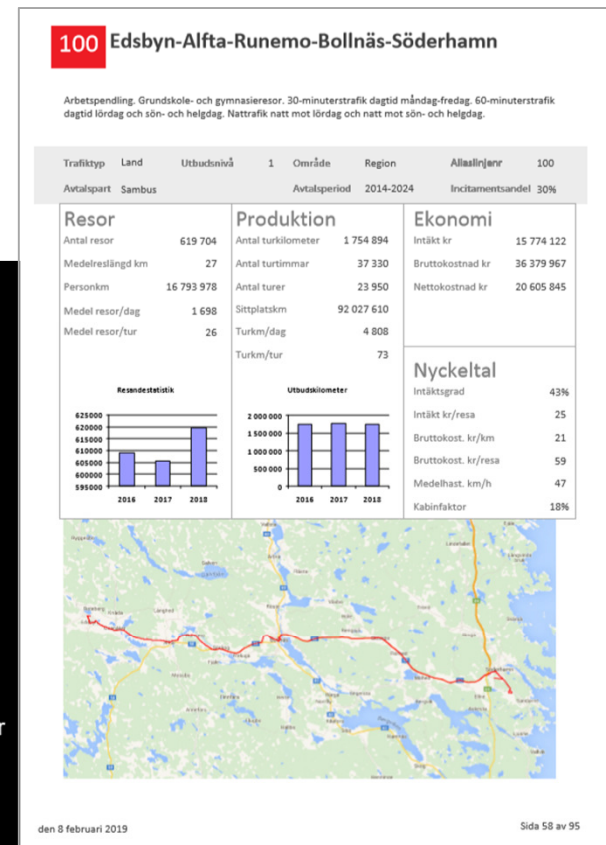 100 Edsbyn-Alfta-Runemo-Bollnäs-Söderhamn
Arbetspendling. Grundskole- och gymnasieresor. 30-minuterstrafik dagtid måndag-fredag. 60-minuterstrafik
dagtid lördag och sön- och helgdag. Nattrafik natt mot lördag och natt mot sön- och helgdag.
Trafiktyp Land Utbudsnivå 1 Område Region Aliaslinjenr 100
Avtalspart Sambus Avtalsperiod 2014-2024 Incitamentsandel 30%
Resor
Antal resor 619 704
Medelreslängd km 27
Personkm 16 793 978
Medel resor/dag 1 698
Medel resor/tur 26
Resandestatistik
625000
620000
615000
610000
605000
600000
595000
2016 2017 2018
Produktion
Antal turkilometer 1 754 894
Antal turtimmar 37 330
Antal turer 23 950
Sittplatskm 92 027 610
Turkm/dag 4 808
Turkm/tur 73
Utbudskilometer
2 000 000
1 500 000
1 000 000
500 000
0
2016 2017 2018
Ekonomi
Intäkt kr 15 774 122
Bruttokostnad kr 36 379 967
Nettokostnad kr 20 605 845
Nyckeltal
Intäktsgrad 43%
Intäkt kr/resa 25
Bruttokost. kr/km 21
Bruttokost. kr/resa 59
Medelhast. km/h 47
Kabinfaktor 18%
r
den 8 februari 2019
Sida 58 av 95